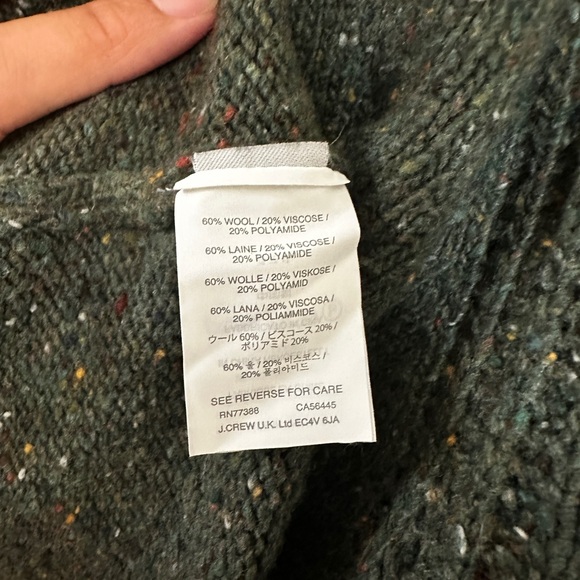 60% WOOL / 20% VISCOSE /
20% POLYAMIDE
60% LAINE / 20% VISCOSE /
20% POLYAMIDE
60% WOLLE / 20% VISKOSE /
20% POLYAMID
60% LANA / 20% VISCOSA /
20% POLIAMMIDE
ウール 60% / ビスコース 20% /
ポリアミド 20%
60% 울 / 20% 비스코스 /
20% 폴리아미드
SEE REVERSE FOR CARE
RN77388 CA56445
J.CREW U.K. Ltd EC4V 6JA